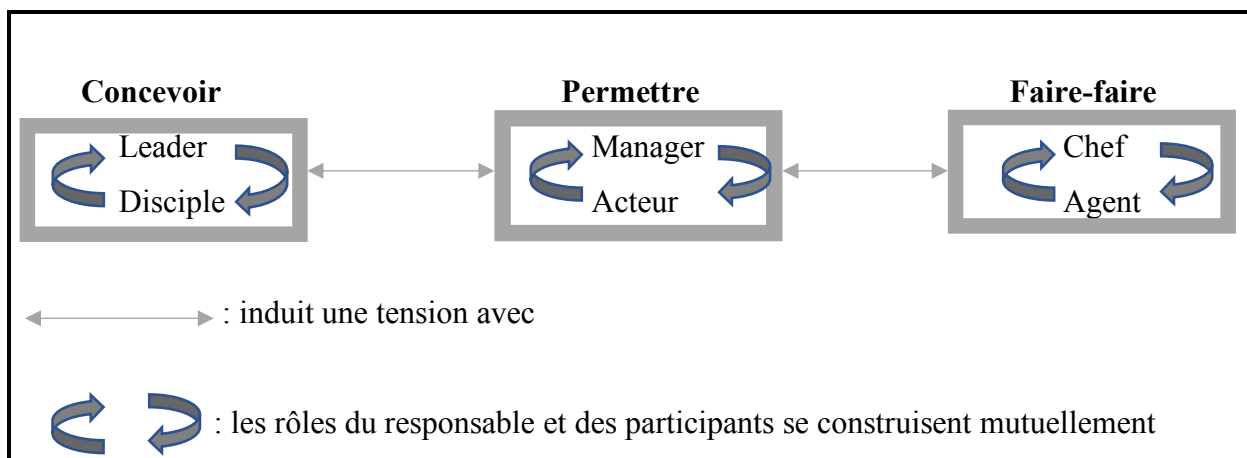 Concevoir Permettre Faire-faire
Leader Manager Chef
Disciple Acteur Agent
: induit une tension avec
: les rôles du responsable et des participants se construisent mutuellement